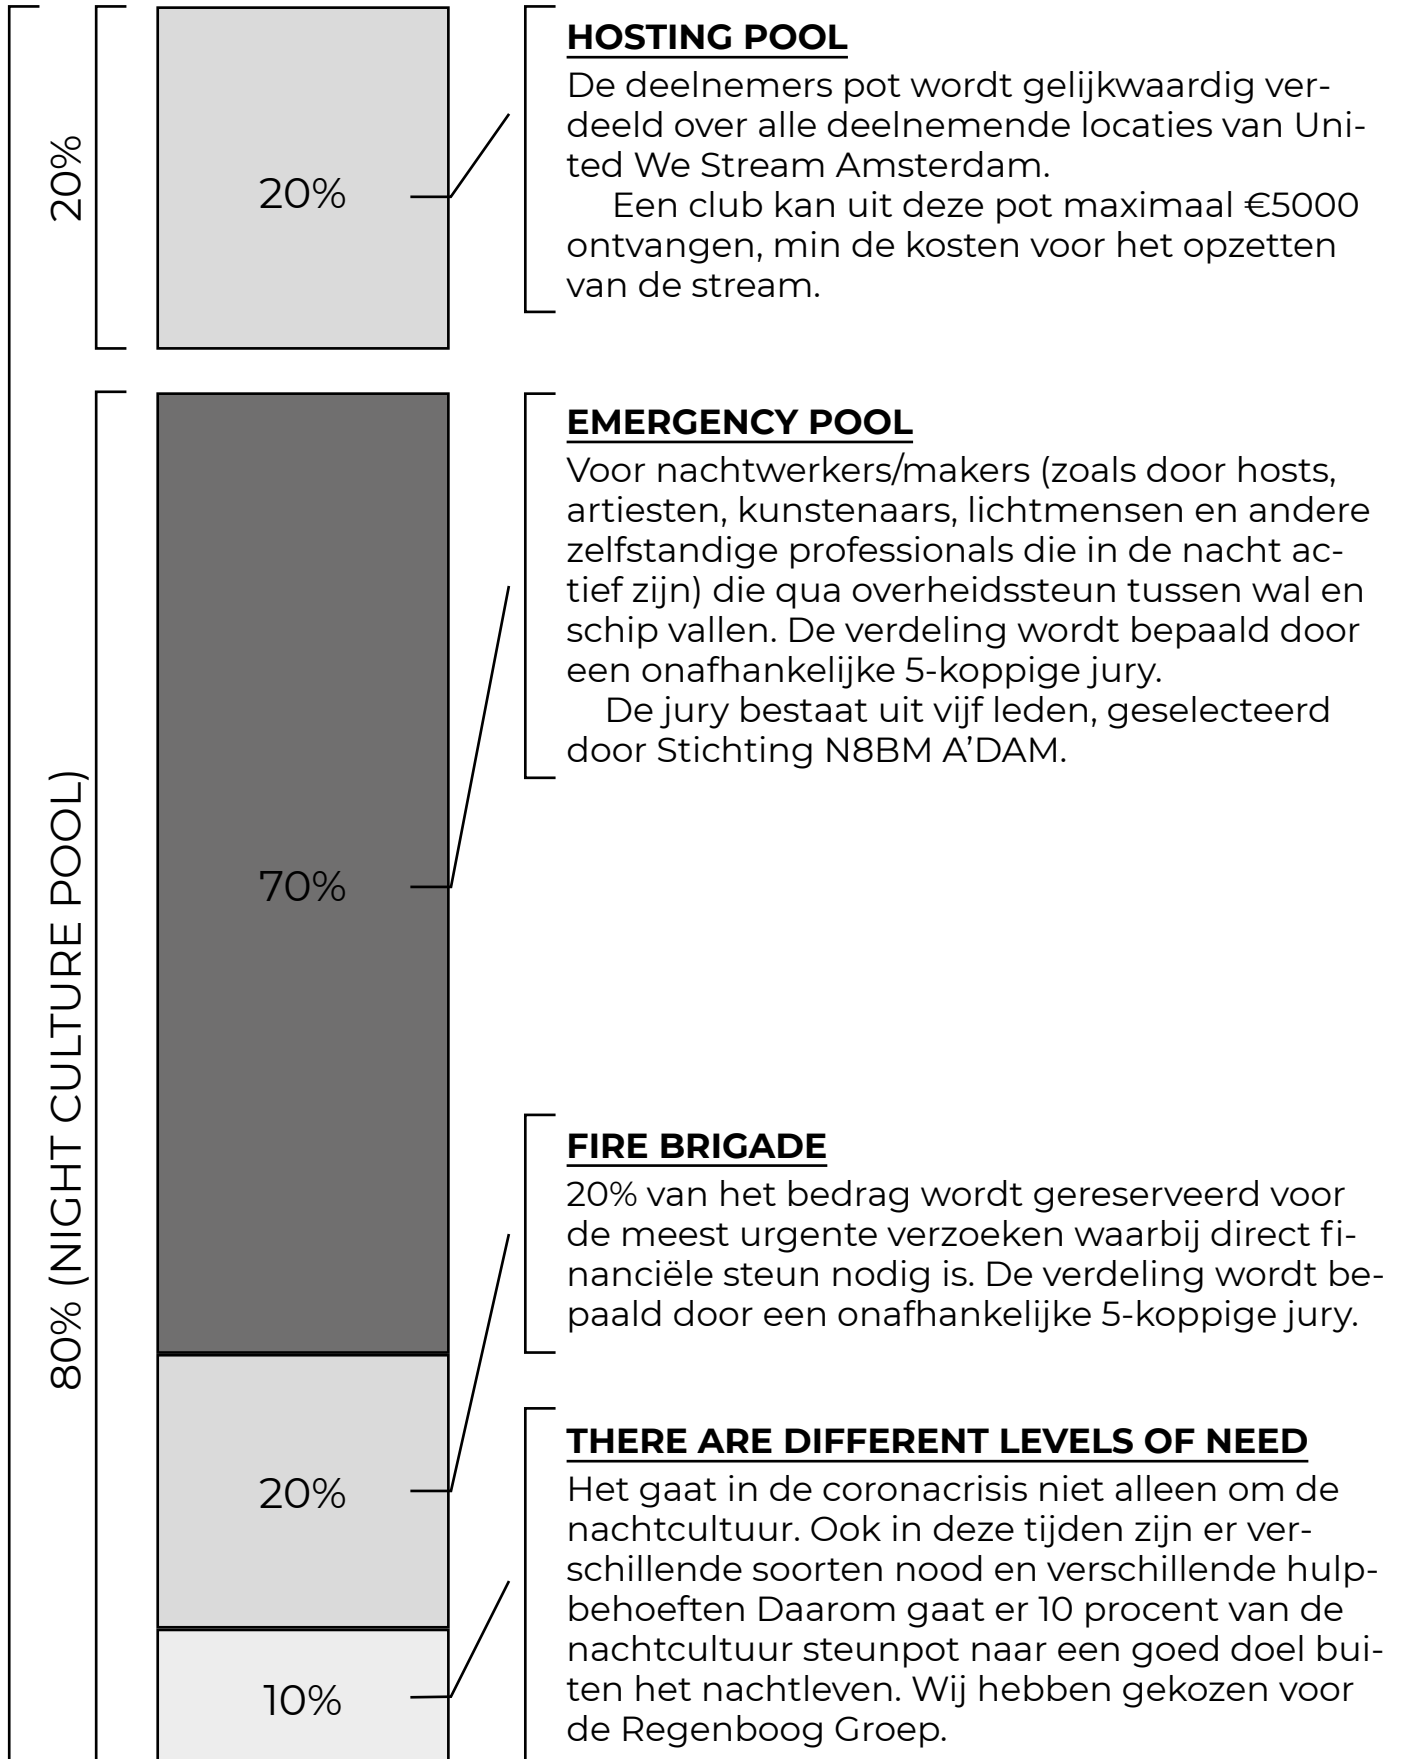 HOSTING POOL
De deelnemers pot wordt gelijkwaardig ver-
deeld over alle deelnemende locaties van Uni-
ted We Stream Amsterdam.
Een club kan uit deze pot maximaal €5000
ontvangen, min de kosten voor het opzetten
van de stream.
20%
20%
EMERGENCY POOL
Voor nachtwerkers/makers (zoals door hosts,
artiesten, kunstenaars, lichtmensen en andere
zelfstandige professionals die in de nacht ac-
tief zijn) die qua overheidssteun tussen wal en
schip vallen. De verdeling wordt bepaald door
een onafhankelijke 5-koppige jury.
De jury bestaat uit vijf leden, geselecteerd
door Stichting N8BM A'DAM.
80% (NIGHT CULTURE POOL)
70%
FIRE BRIGADE
20% van het bedrag wordt gereserveerd voor
de meest urgente verzoeken waarbij direct fi-
nanciële steun nodig is. De verdeling wordt be-
paald door een onafhankelijke 5-koppige jury.
20%
THERE ARE DIFFERENT LEVELS OF NEED
Het gaat in de coronacrisis niet alleen om de
nachtcultuur. Ook in deze tijden zijn er ver-
schillende soorten nood en verschillende hulp-
behoeften Daarom gaat er 10 procent van de
nachtcultuur steunpot naar een goed doel bui-
ten het nachtleven. Wij hebben gekozen voor
de Regenboog Groep.
10%